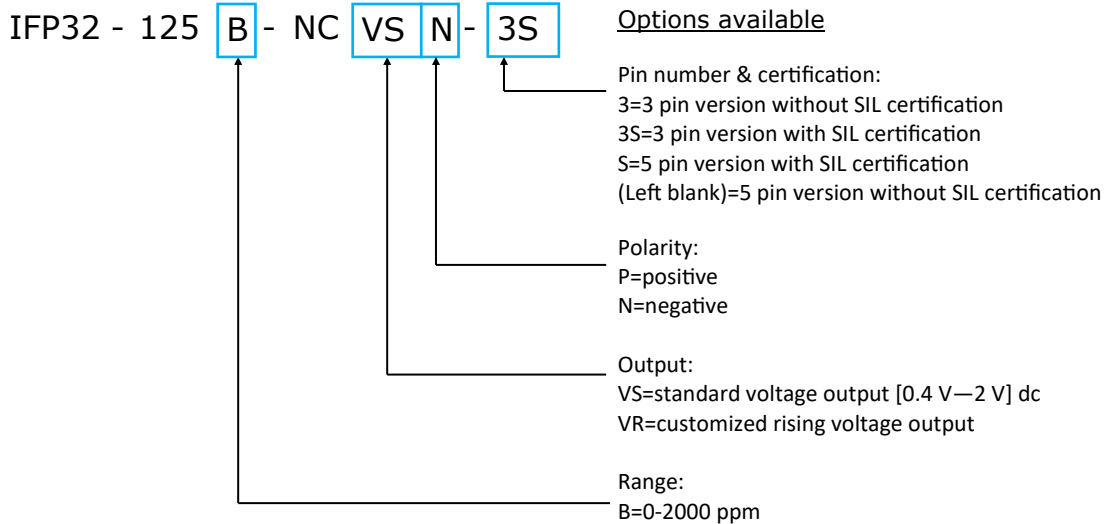 IFP32 - 125 B - NC VS N - 3S
Options available
Pin number & certification:
3=3 pin version without SIL certification
3S=3 pin version with SIL certification
S=5 pin version with SIL certification
(Left blank)=5 pin version without SIL certification
Polarity:
P=positive
N=negative
Output:
VS=standard voltage output [0.4 V—2 V] dc
VR=customized rising voltage output
Range:
B=0-2000 ppm